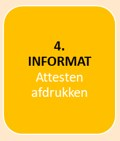 4.
INFORMAT
Attesten
afdrukken